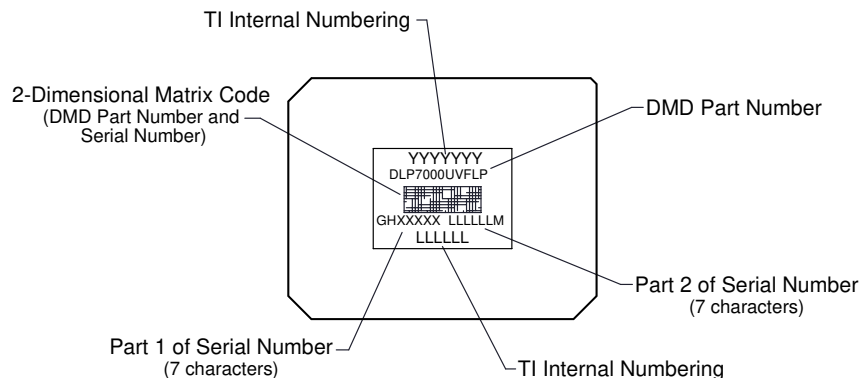 TI Internal Numbering
2-Dimensional Matrix Code
(DMD Part Number and
Serial Number)
DMD Part Number
YYYYYYY
DLP7000UVFLP
GHXXXXX LLLLLLM
LLLLLL
Part 2 of Serial Number
(7 characters)
Part 1 of Serial Number
(7 characters)
TI Internal Numbering